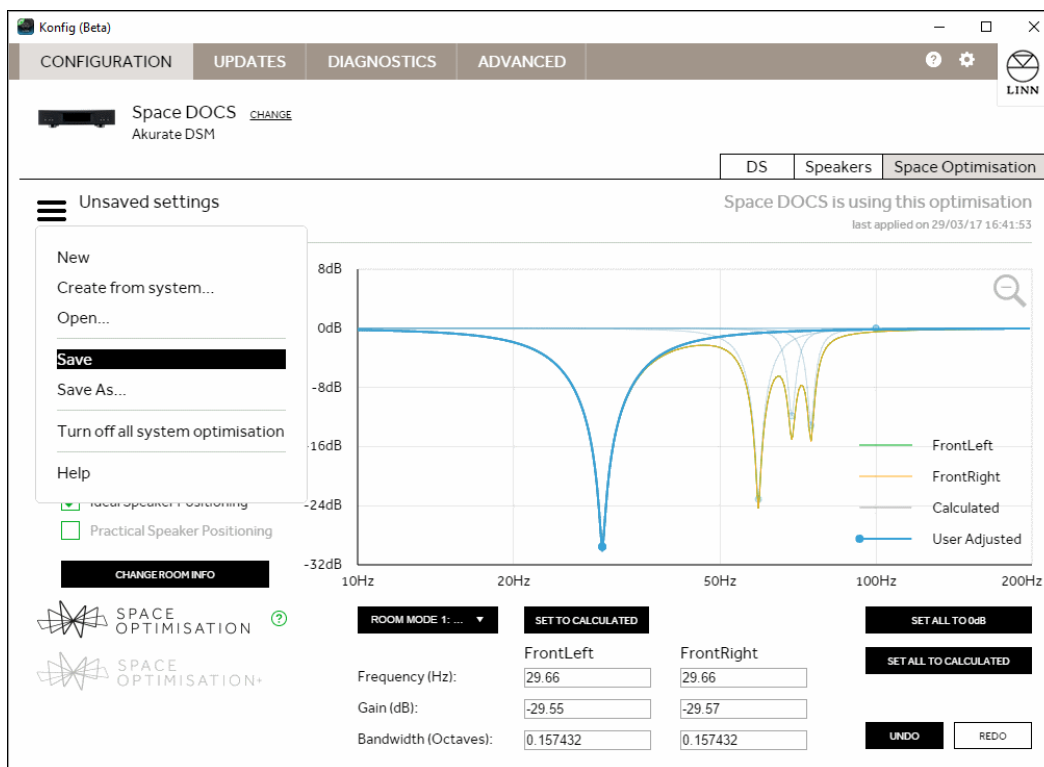 Konfig (Beta)
CONFIGURATION UPDATES DIAGNOSTICS ADVANCED
?
LINN
Space DOCS CHANGE
Akurate DSM
DS Speakers Space Optimisation
Unsaved settings
Space DOCS is using this optimisation
last applied on 29/03/17 16:41:53
New
Create from system...
Open...
Save
Save As...
Turn off all system optimisation
Help
Ideal Speaker Positioning
Practical Speaker Positioning
CHANGE ROOM INFO
SPACE
OPTIMISATION ?
SPACE
OPTIMISATION+
8dB
0dB
-8dB
-16dB
-24dB
-32dB
10Hz 20Hz 50Hz 100Hz 200Hz
FrontLeft
FrontRight
Calculated
User Adjusted
ROOM MODE 1: ... ▼ SET TO CALCULATED SET ALL TO 0dB
FrontLeft FrontRight SET ALL TO CALCULATED
Frequency (Hz): 29.66 29.66
Gain (dB): -29.55 -29.57
Bandwidth (Octaves): 0.157432 0.157432
UNDO REDO